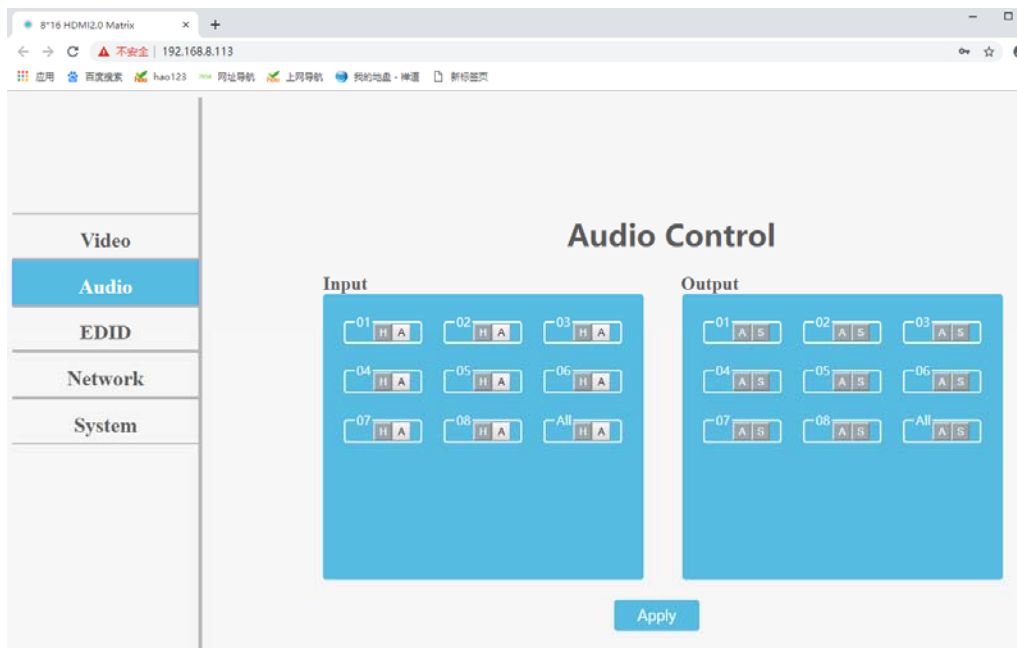 8*16 HDMI2.0 Matrix
不安全 | 192.168.8.113
应用 百度搜索 hao123 网址导航 上网导航 我的地盘 - 禅道 新标签页
Audio Control
Video
Audio
EDID
Network
System
Input
01 H A 02 H A 03 H A
04 H A 05 H A 06 H A
07 H A 08 H A All H A
Output
01 A S 02 A S 03 A S
04 A S 05 A S 06 A S
07 A S 08 A S All A S
Apply